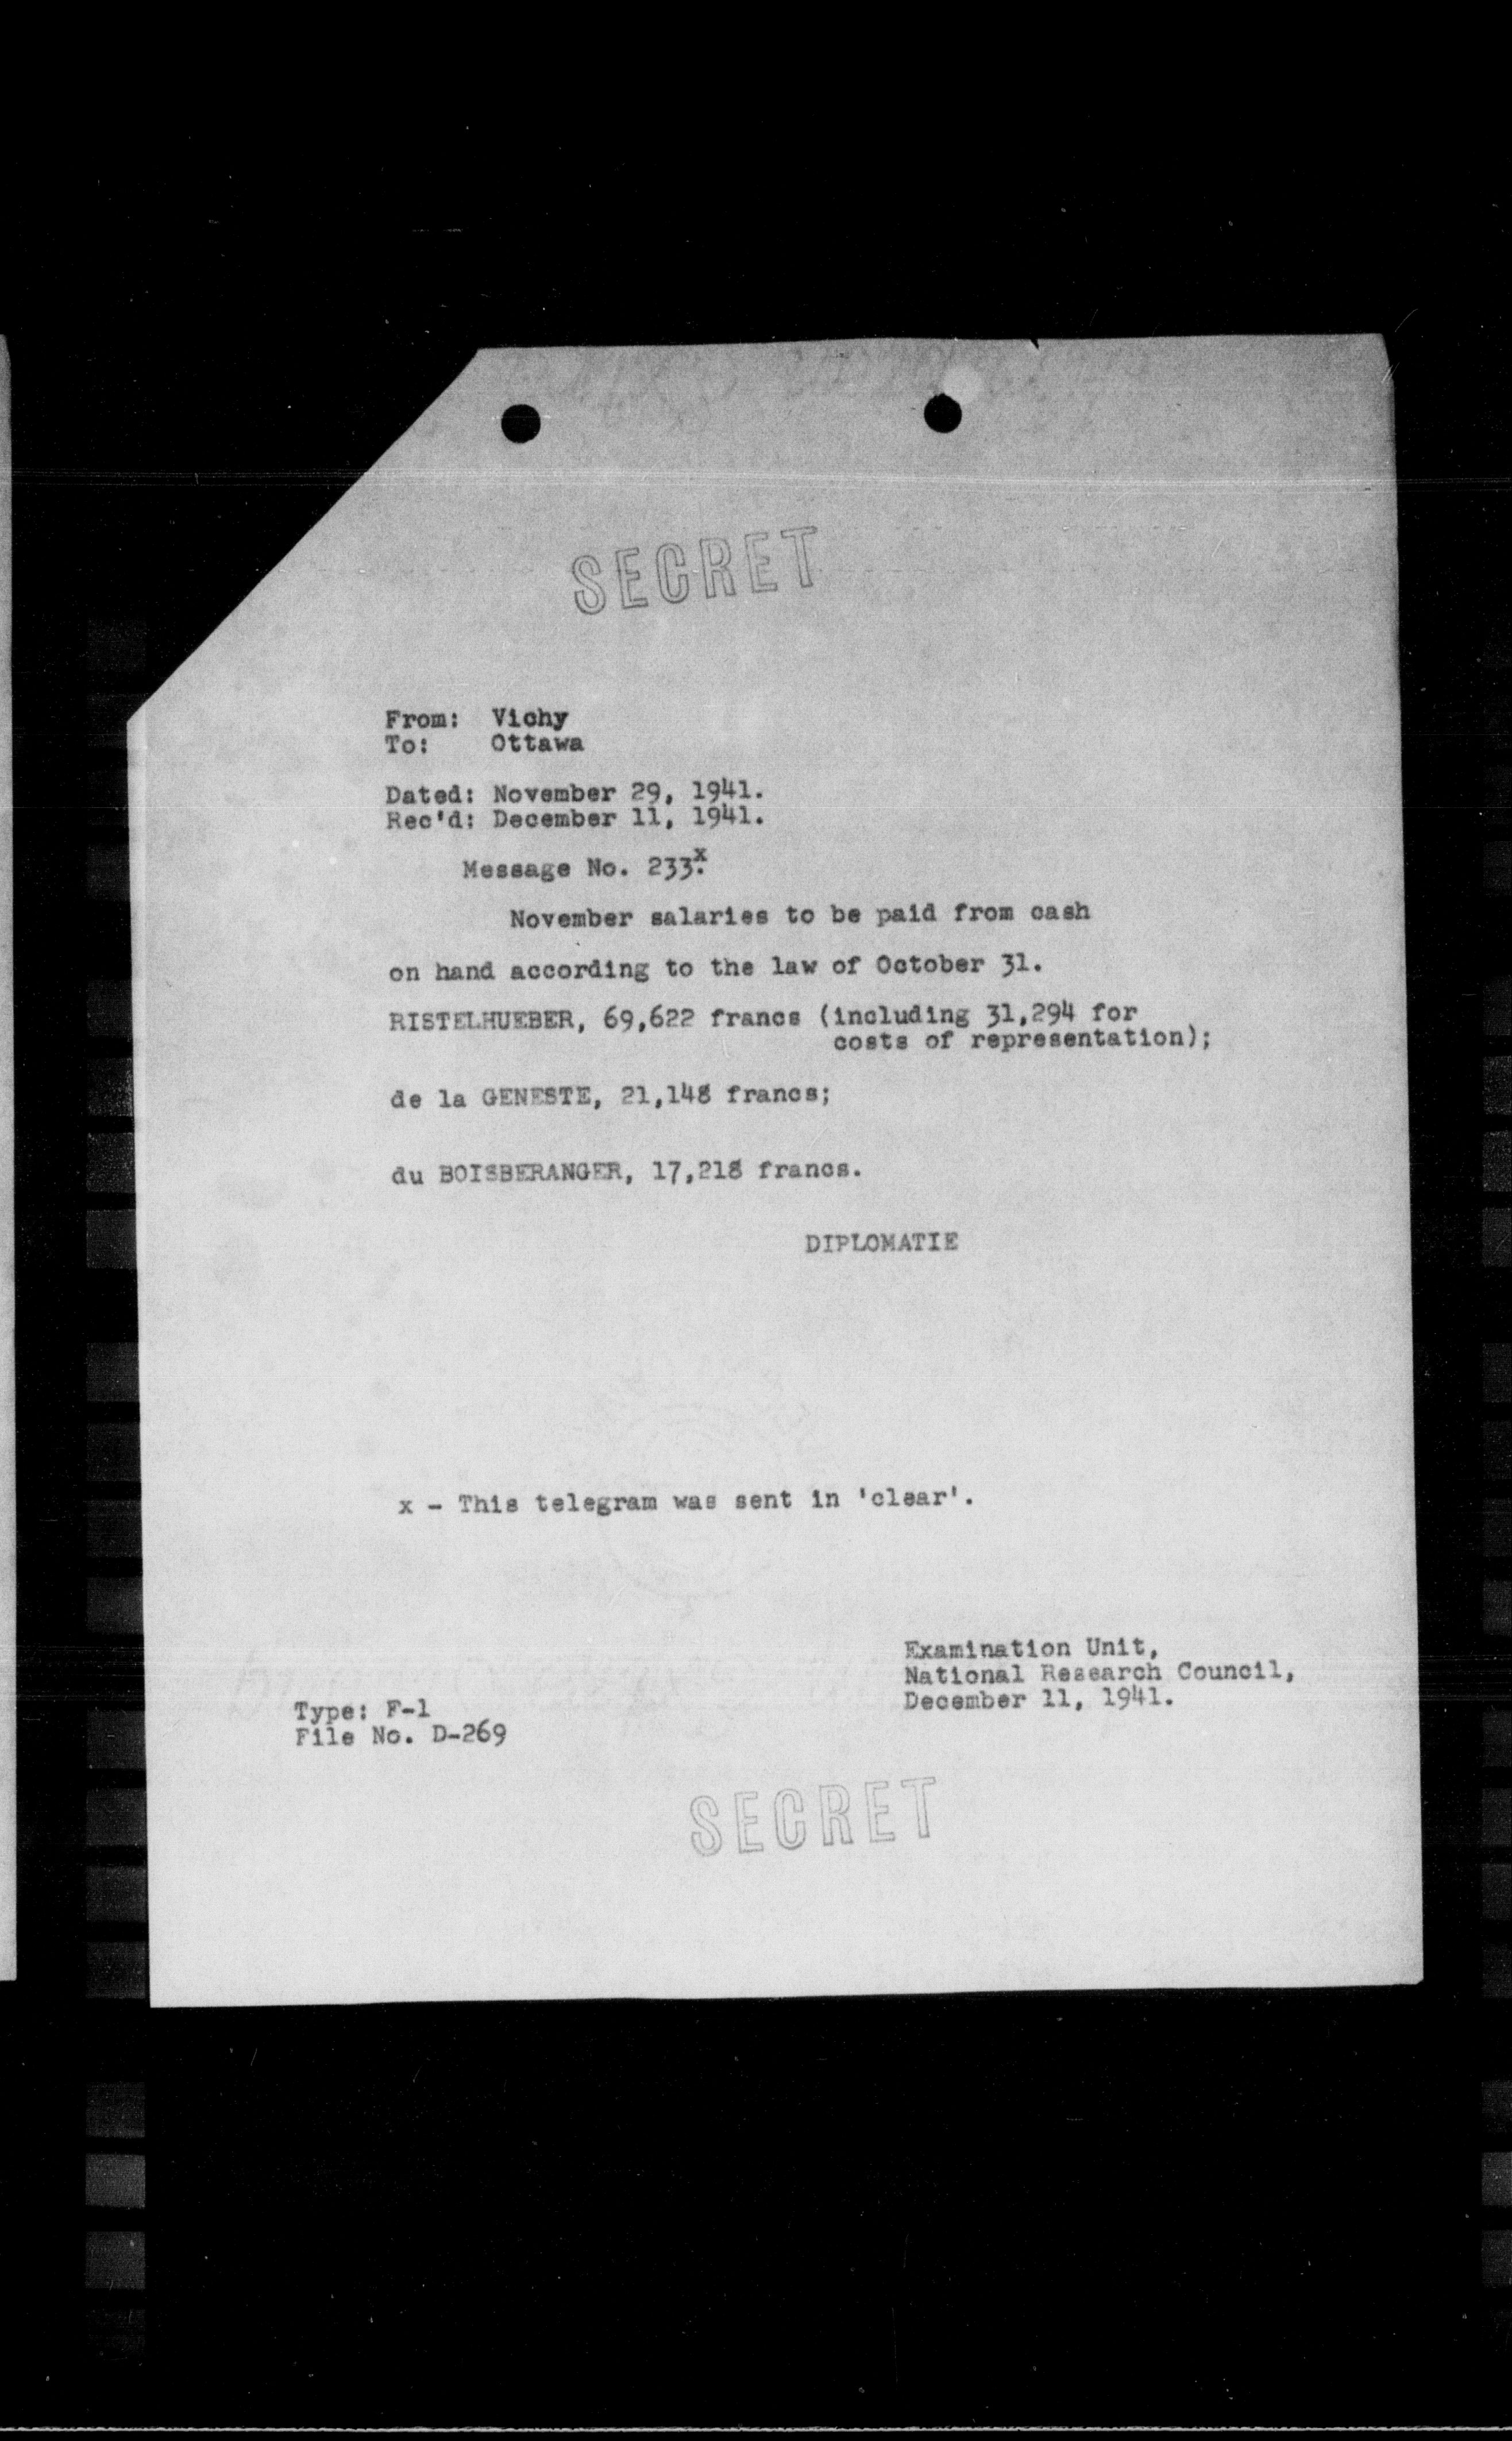 SECRET
From: Vichy
To: Ottawa
Dated: November 29, 1941.
Rec'd: December 11, 1941.
Message No. 233.x
November salaries to be paid from cash
on hand according to the law of October 31.
RISTELHUEBER, 69,622 francs (including 31,294 for
costs of representation);
de la GENESTE, 21,148 francs;
du BOISBERANGER, 17,218 francs.
DIPLOMATIE
x - This telegram was sent in 'clear'.
Examination Unit,
National Research Council,
December 11, 1941.
Type: F-1
File No. D-269
SECRET